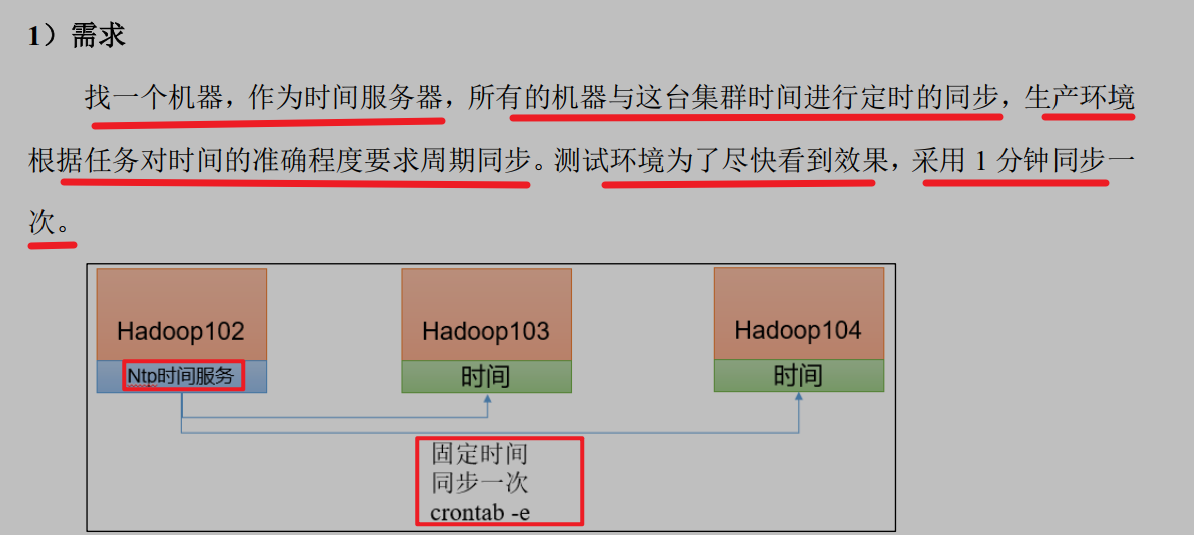 1）需求
找一个机器，作为时间服务器，所有的机器与这台集群时间进行定时的同步，生产环境
根据任务对时间的准确程度要求周期同步。测试环境为了尽快看到效果，采用 1 分钟同步一
次。
Hadoop102
Hadoop103
Hadoop104
Ntp时间服务
时间
时间
固定时间
同步一次
crontab -e